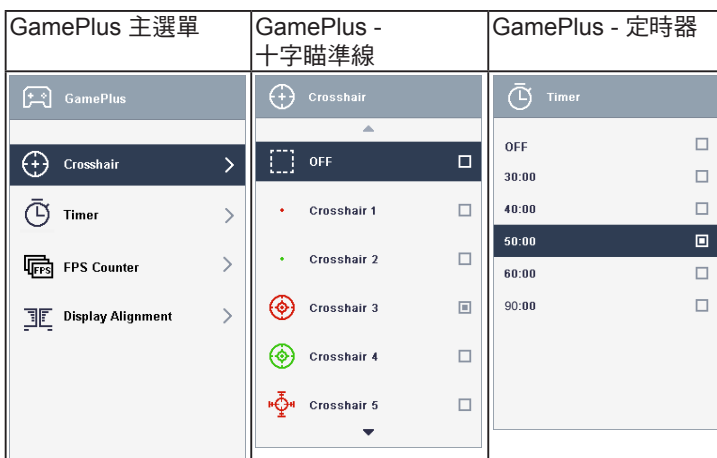 GamePlus 主選單
GamePlus -
十字瞄準線
GamePlus - 定時器
GamePlus
Crosshair
Timer
FPS
FPS Counter
Display Alignment
Crosshair
OFF
Crosshair 1
Crosshair 2
Crosshair 3
Crosshair 4
Crosshair 5
Timer
OFF
30:00
40:00
50:00
60:00
90:00